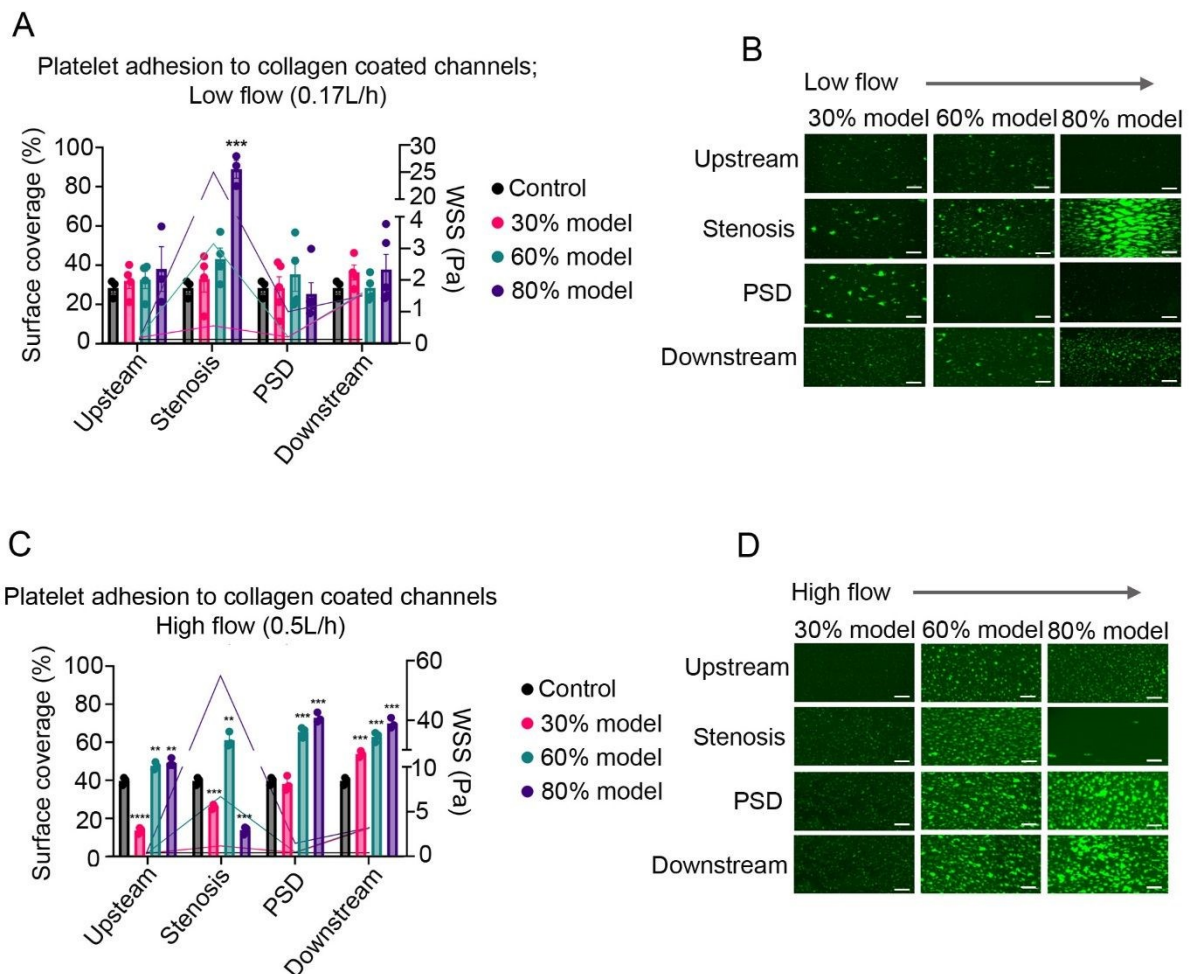 A
Platelet adhesion to collagen coated channels;
Low flow (0.17L/h)
Surface coverage (%)
100
80
60
40
20
0
30
25
20
4
3
2
1
0
WSS (Pa)
***
Upsteam
Stenosis
PSD
Downstream
Control
30% model
60% model
80% model
B
Low flow
30% model 60% model 80% model
Upstream
Stenosis
PSD
Downstream
C
Platelet adhesion to collagen coated channels
High flow (0.5L/h)
Surface coverage (%)
100
80
60
40
20
0
60
40
10
5
0
WSS (Pa)
**** ** **
*** ** ***
*** ***
*** *** ***
Upsteam
Stenosis
PSD
Downstream
Control
30% model
60% model
80% model
D
High flow
30% model 60% model 80% model
Upstream
Stenosis
PSD
Downstream